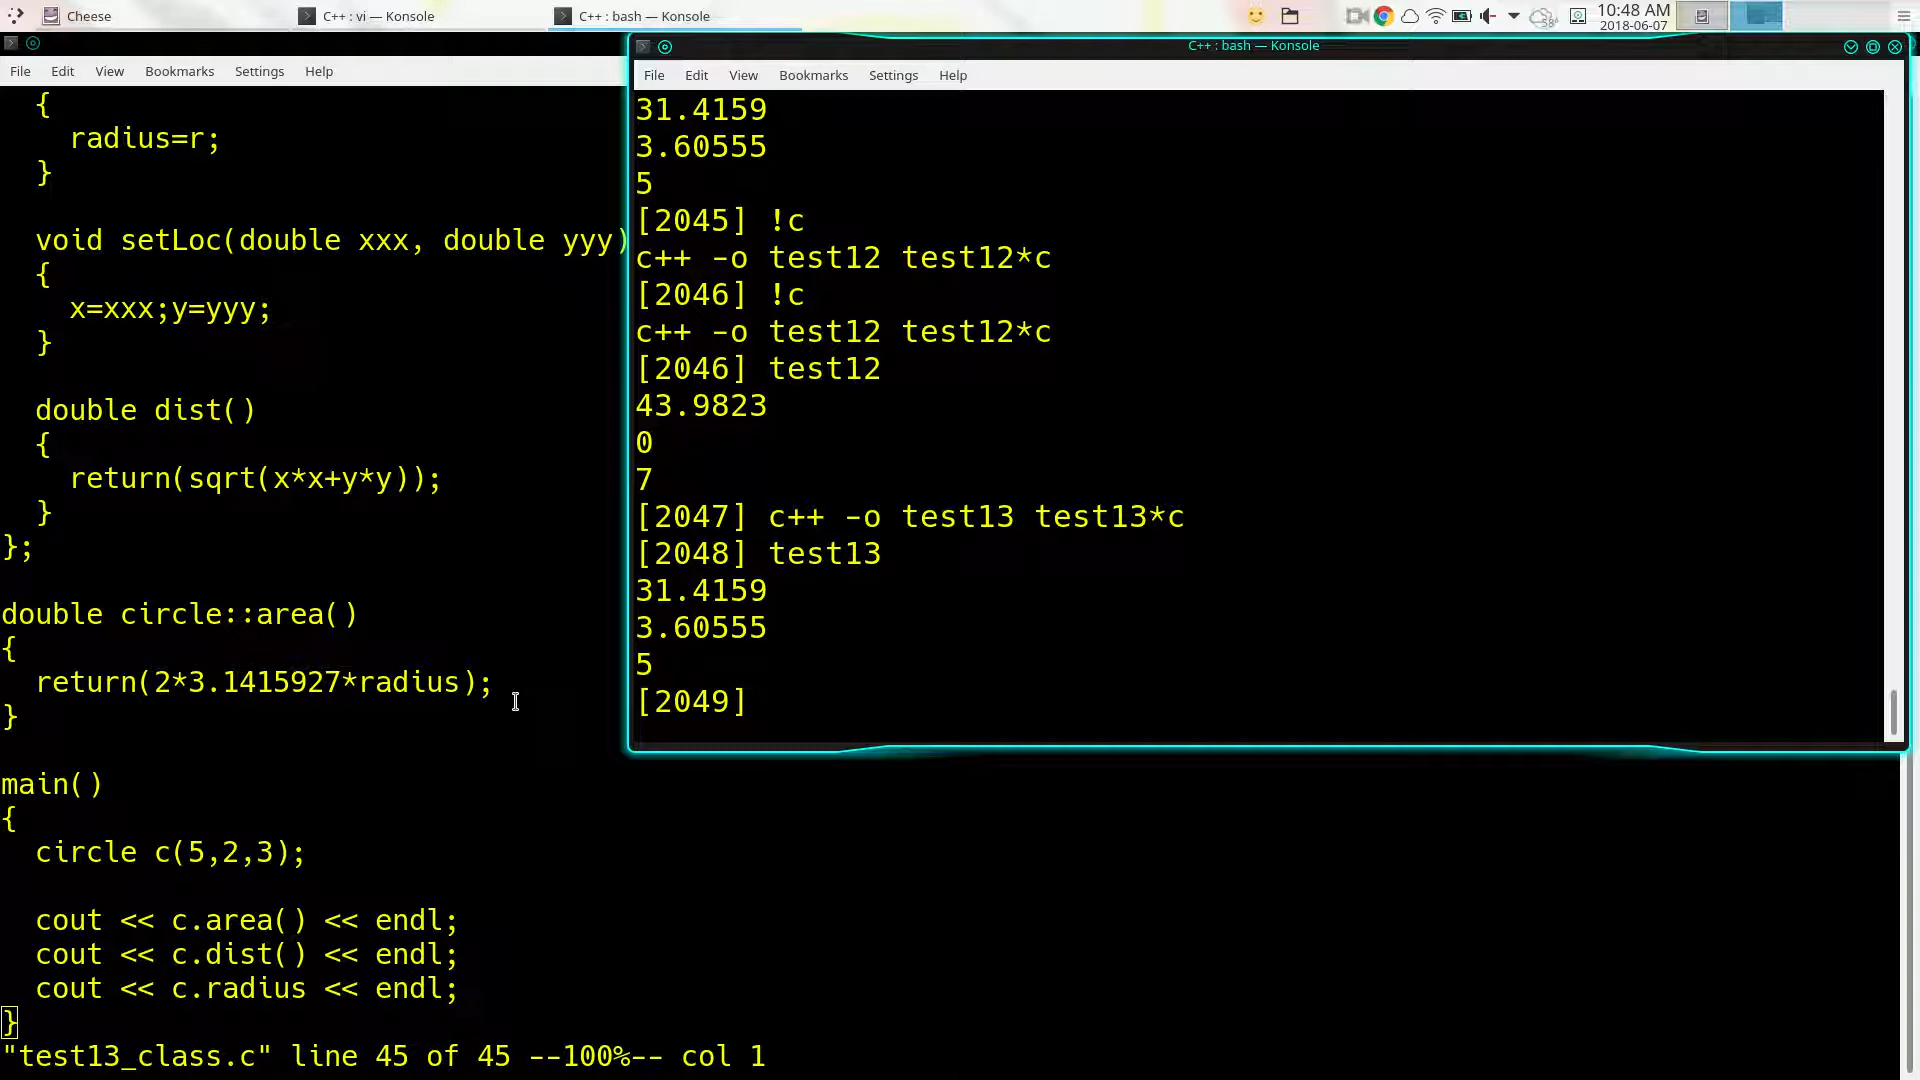 Cheese
C++ : vi — Konsole
C++ : bash — Konsole
10:48 AM
2018-06-07
File Edit View Bookmarks Settings Help
{
radius=r;
}
void setLoc(double xxx, double yyy)
{
x=xxx;y=yyy;
}
double dist()
{
return(sqrt(x*x+y*y));
}
};
double circle::area()
{
return(2*3.1415927*radius);
}
main()
{
circle c(5,2,3);
cout << c.area() << endl;
cout << c.dist() << endl;
cout << c.radius << endl;
}
"test13_class.c" line 45 of 45 --100%-- col 1
C++ : bash — Konsole
File Edit View Bookmarks Settings Help
31.4159
3.60555
5
[2045] !c
c++ -o test12 test12*c
[2046] !c
c++ -o test12 test12*c
[2046] test12
43.9823
0
7
[2047] c++ -o test13 test13*c
[2048] test13
31.4159
3.60555
5
[2049]